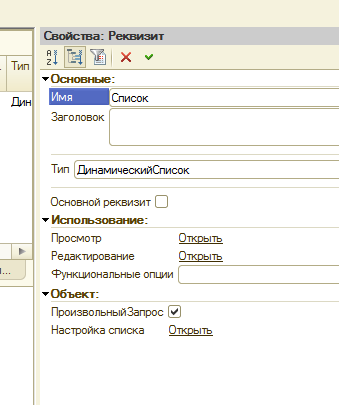 Свойства: Реквизит
Тип
Дин
Основные:
Имя Список
Заголовок
Тип ДинамическийСписок
Основной реквизит
Использование:
Просмотр Открыть
Редактирование Открыть
Функциональные опции
Объект:
ПроизвольныйЗапрос
Настройка списка Открыть